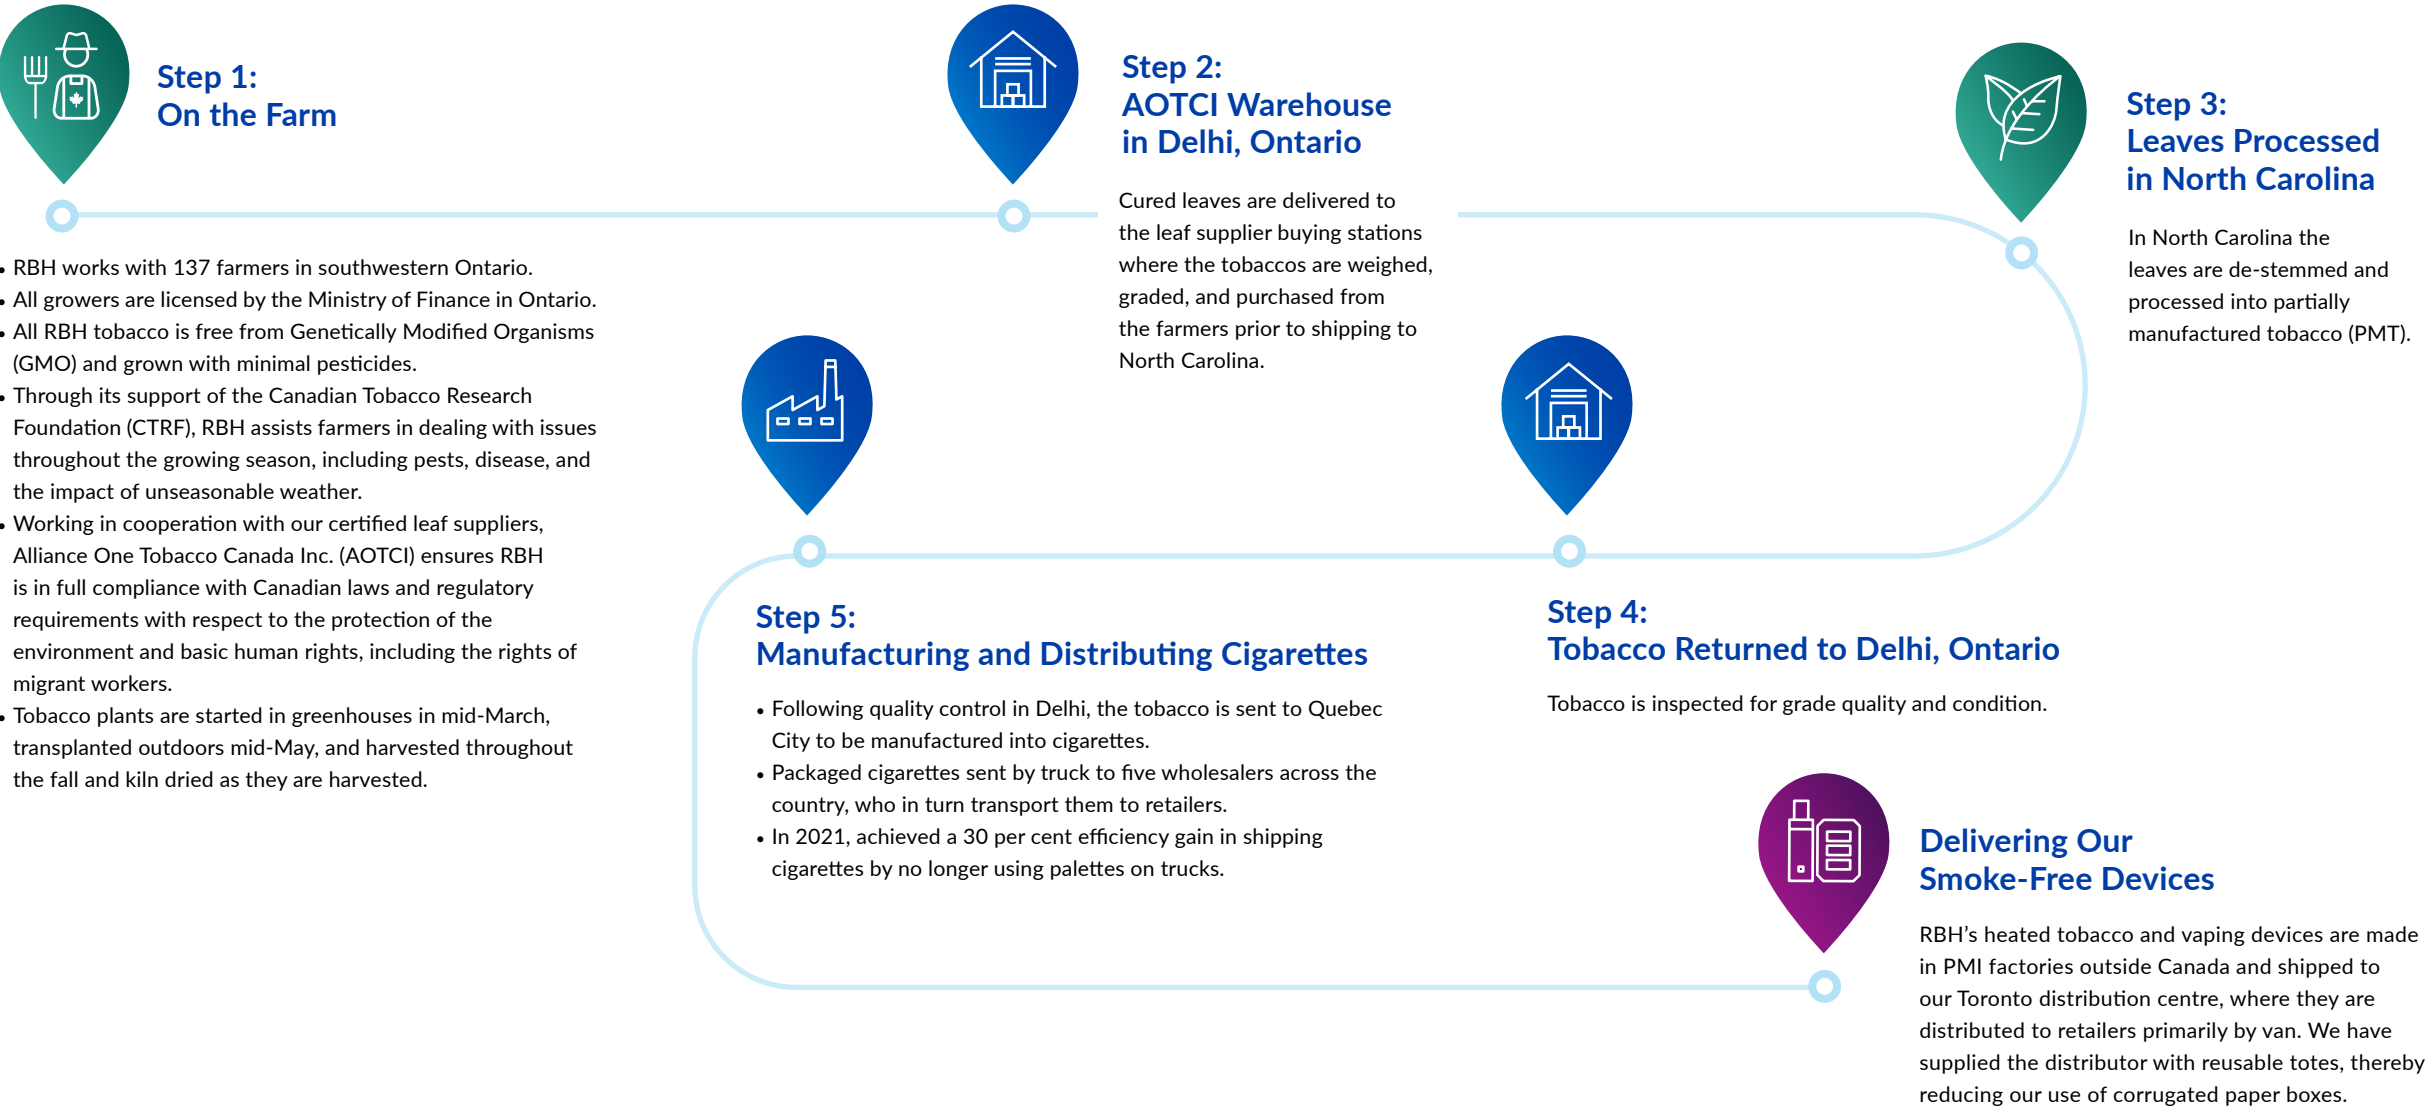 Step 1:
On the Farm
• RBH works with 137 farmers in southwestern Ontario.
• All growers are licensed by the Ministry of Finance in Ontario.
• All RBH tobacco is free from Genetically Modified Organisms
(GMO) and grown with minimal pesticides.
• Through its support of the Canadian Tobacco Research
Foundation (CTRF), RBH assists farmers in dealing with issues
throughout the growing season, including pests, disease, and
the impact of unseasonable weather.
• Working in cooperation with our certified leaf suppliers,
Alliance One Tobacco Canada Inc. (AOTCI) ensures RBH
is in full compliance with Canadian laws and regulatory
requirements with respect to the protection of the
environment and basic human rights, including the rights of
migrant workers.
• Tobacco plants are started in greenhouses in mid-March,
transplanted outdoors mid-May, and harvested throughout
the fall and kiln dried as they are harvested.
Step 2:
AOTCI Warehouse
in Delhi, Ontario
Cured leaves are delivered to
the leaf supplier buying stations
where the tobaccos are weighed,
graded, and purchased from
the farmers prior to shipping to
North Carolina.
Step 3:
Leaves Processed
in North Carolina
In North Carolina the
leaves are de-stemmed and
processed into partially
manufactured tobacco (PMT).
Step 4:
Tobacco Returned to Delhi, Ontario
Tobacco is inspected for grade quality and condition.
Step 5:
Manufacturing and Distributing Cigarettes
• Following quality control in Delhi, the tobacco is sent to Quebec
City to be manufactured into cigarettes.
• Packaged cigarettes sent by truck to five wholesalers across the
country, who in turn transport them to retailers.
• In 2021, achieved a 30 per cent efficiency gain in shipping
cigarettes by no longer using palettes on trucks.
Delivering Our
Smoke-Free Devices
RBH’s heated tobacco and vaping devices are made
in PMI factories outside Canada and shipped to
our Toronto distribution centre, where they are
distributed to retailers primarily by van. We have
supplied the distributor with reusable totes, thereby
reducing our use of corrugated paper boxes.